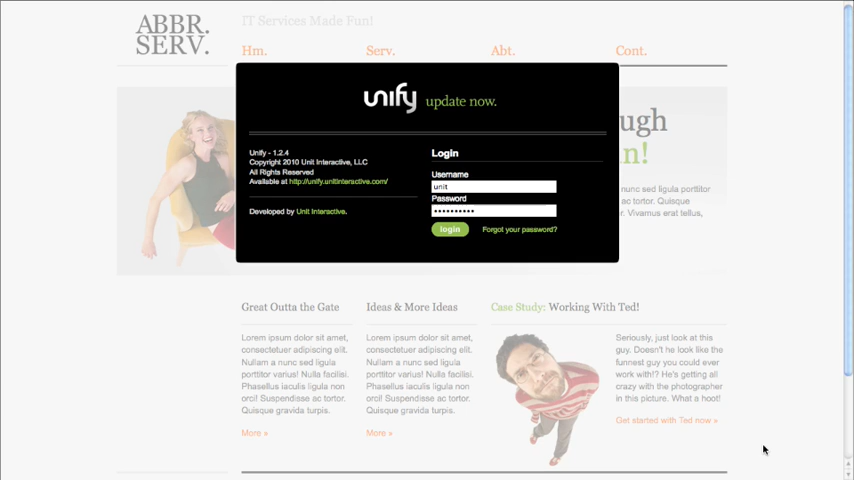 ABBR.
SERV.
IT Services Made Fun!
Hm.
Serv.
Abt.
Cont.
unify update now.
Unify - 1.2.4
Copyright 2010 Unit Interactive, LLC
All Rights Reserved
Available at http://unify.unitinteractive.com/
Developed by Unit Interactive.
Login
Username
unit
Password
••••••••••
login
Forgot your password?
ugh
n!
nunc sed ligula porttitor
ac tortor. Quisque
r. Vivamus erat tellus,
Great Outta the Gate
Lorem ipsum dolor sit amet,
consectetuer adipiscing elit.
Nullam a nunc sed ligula
porttitor varius! Nulla facilisi.
Phasellus iaculis ligula non
orci! Suspendisse ac tortor.
Quisque gravida turpis.
More »
Ideas & More Ideas
Lorem ipsum dolor sit amet,
consectetuer adipiscing elit.
Nullam a nunc sed ligula
porttitor varius! Nulla facilisi.
Phasellus iaculis ligula non
orci! Suspendisse ac tortor.
Quisque gravida turpis.
More »
Case Study: Working With Ted!
Seriously, just look at this
guy. Doesn't he look like the
funnest guy you could ever
work with!? He's getting all
crazy with the photographer
in this picture. What a hoot!
Get started with Ted now »